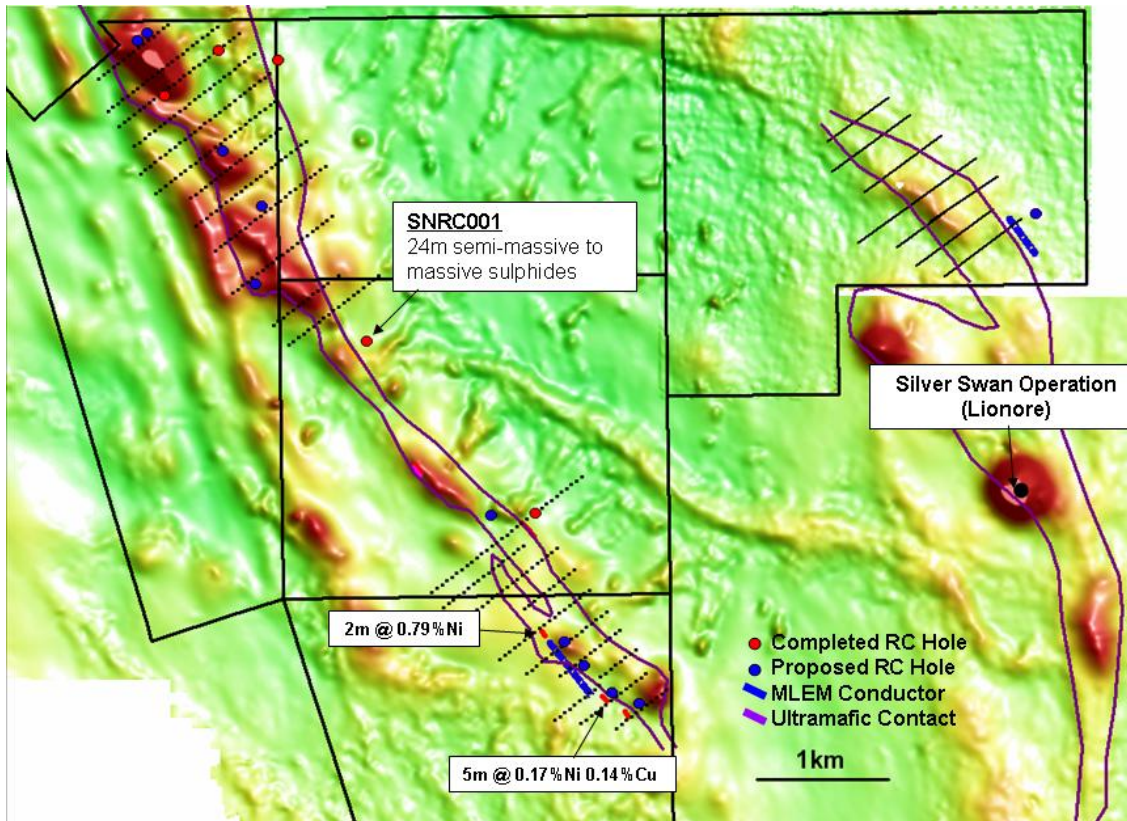 SNRC001
24m semi-massive to
massive sulphides
Silver Swan Operation
(Lionore)
2m @ 0.79%Ni
5m @ 0.17%Ni 0.14%Cu
Completed RC Hole
Proposed RC Hole
MLEM Conductor
Ultramafic Contact
1km